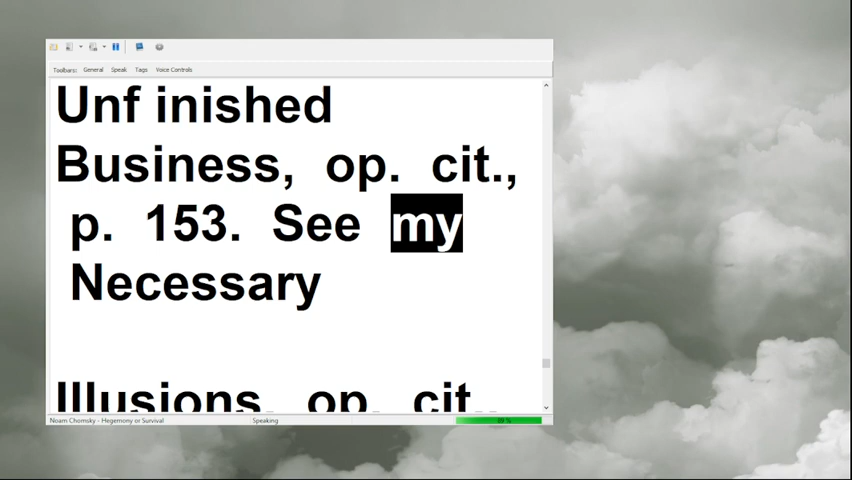 Toolbars: General Speak Tags Voice Controls
Unf inished
Business, op. cit.,
p. 153. See my
Necessary
Illusions, op. cit.,
Noam Chomsky - Hegemony or Survival Speaking